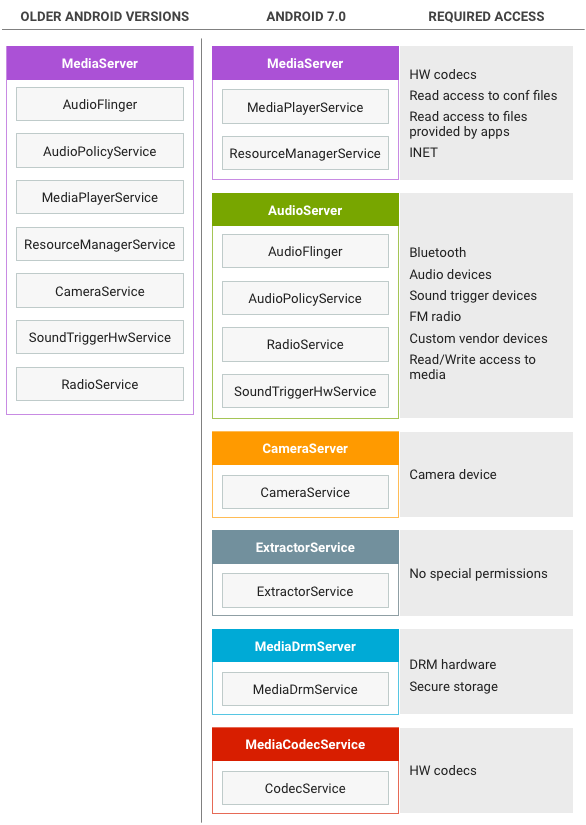 OLDER ANDROID VERSIONS
ANDROID 7.0
REQUIRED ACCESS
MediaServer
AudioFlinger
AudioPolicyService
MediaPlayerService
ResourceManagerService
CameraService
SoundTriggerHwService
RadioService
MediaServer
MediaPlayerService
ResourceManagerService
HW codecs
Read access to conf files
Read access to files
provided by apps
INET
AudioServer
AudioFlinger
AudioPolicyService
RadioService
SoundTriggerHwService
Bluetooth
Audio devices
Sound trigger devices
FM radio
Custom vendor devices
Read/Write access to
media
CameraServer
CameraService
Camera device
ExtractorService
ExtractorService
No special permissions
MediaDrmServer
MediaDrmService
DRM hardware
Secure storage
MediaCodecService
CodecService
HW codecs